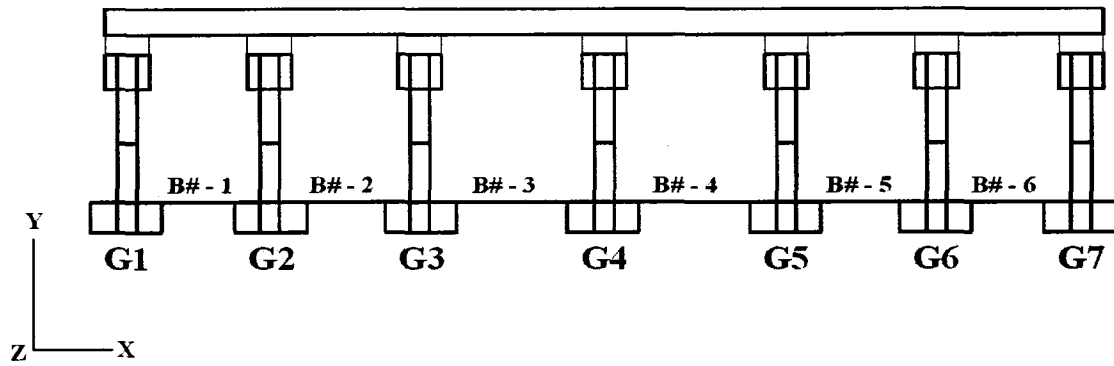 B# - 1 B# - 2 B# - 3 B# - 4 B# - 5 B# - 6
Y
G1 G2 G3 G4 G5 G6 G7
Z X